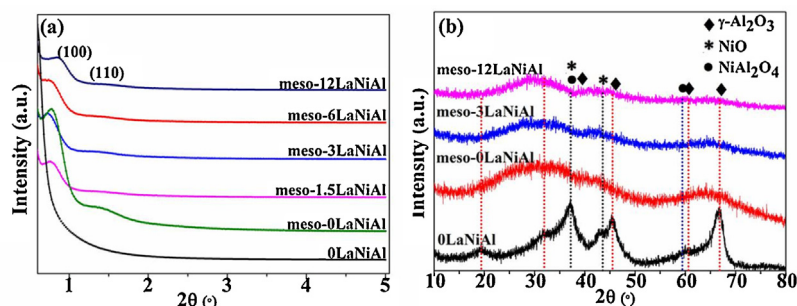 (a)
(100)
(110)
meso-12LaNiAl
meso-6LaNiAl
meso-3LaNiAl
meso-1.5LaNiAl
meso-0LaNiAl
0LaNiAl
Intensity (a.u.)
1 2 3 4 5
2θ (°)
(b)
◆ γ-Al2O3
* NiO
● NiAl2O4
meso-12LaNiAl
meso-3LaNiAl
meso-0LaNiAl
0LaNiAl
Intensity (a.u.)
10 20 30 40 50 60 70 80
2θ (°)